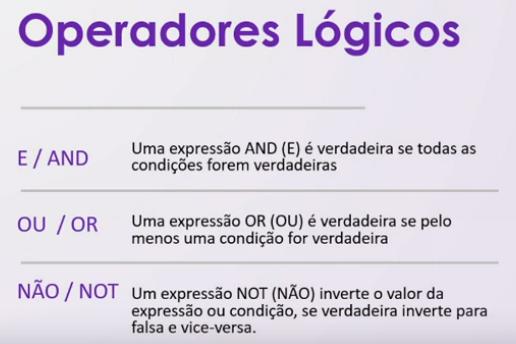 Operadores Lógicos
E / AND
Uma expressão AND (E) é verdadeira se todas as
condições forem verdadeiras
OU / OR
Uma expressão OR (OU) é verdadeira se pelo
menos uma condição for verdadeira
NÃO / NOT
Um expressão NOT (NÃO) inverte o valor da
expressão ou condição, se verdadeira inverte para
falsa e vice-versa.